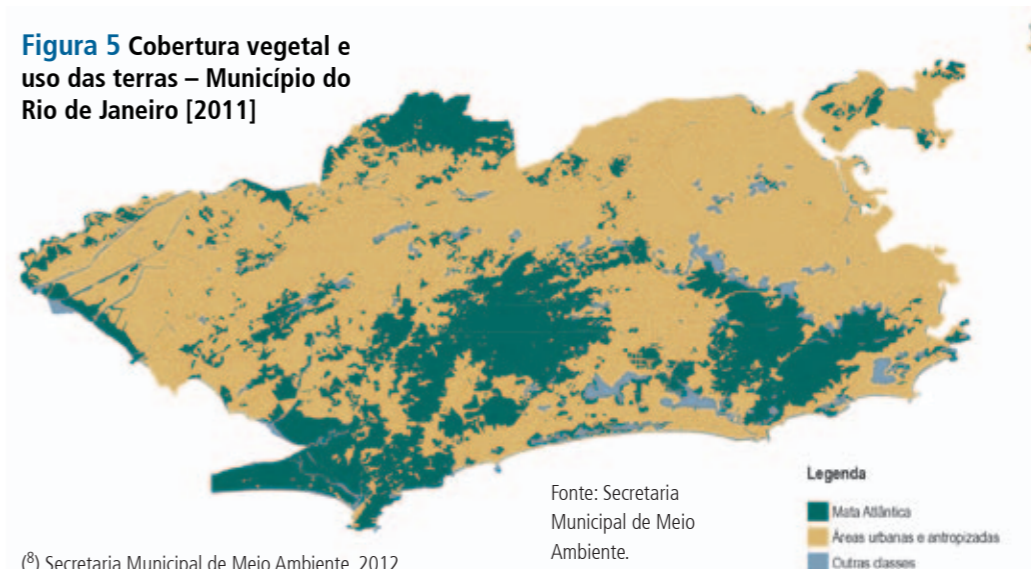 Figura 5 Cobertura vegetal e
uso das terras – Município do
Rio de Janeiro [2011]
Fonte: Secretaria
Municipal de Meio
Ambiente.
Legenda
Mata Atlântica
Áreas urbanas e antropizadas
Outras classes
(⁸) Secretaria Municipal de Meio Ambiente, 2012